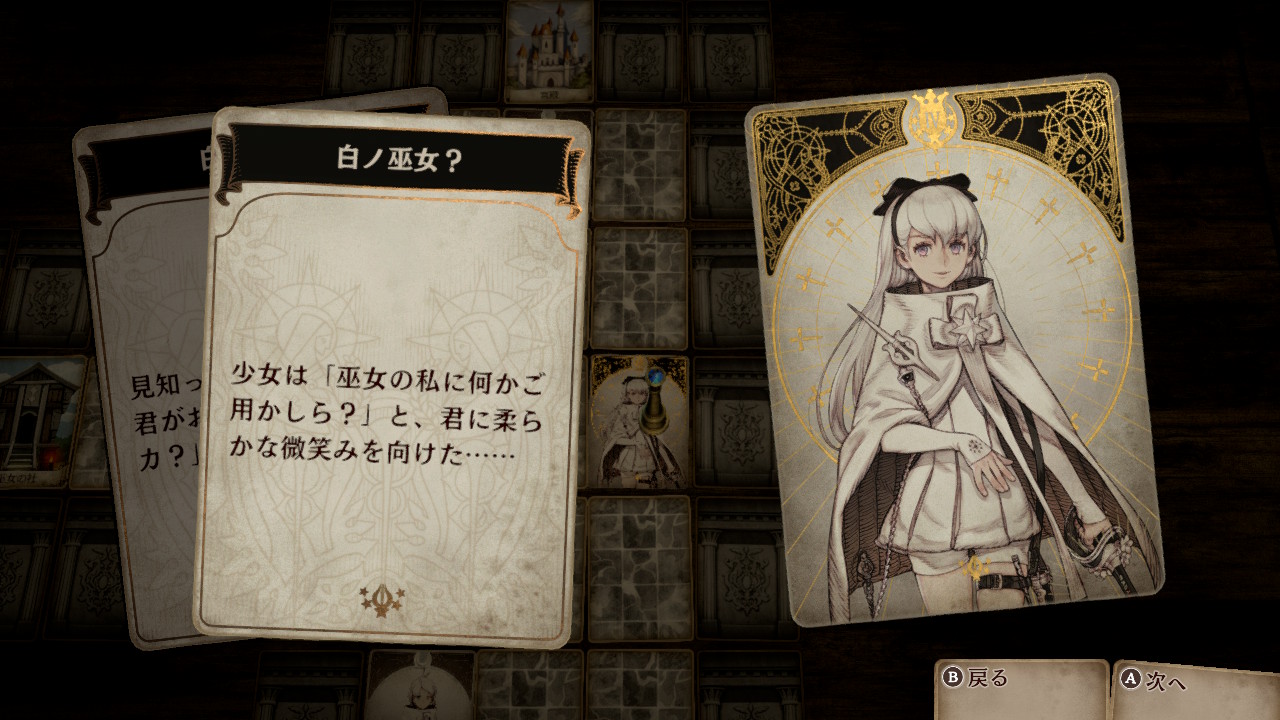 白ノ巫女？
少女は「巫女の私に何かご
用かしら？」と、君に柔ら
かな微笑みを向けた……
見知っ
君がお
カ？」
B 戻る
A 次へ